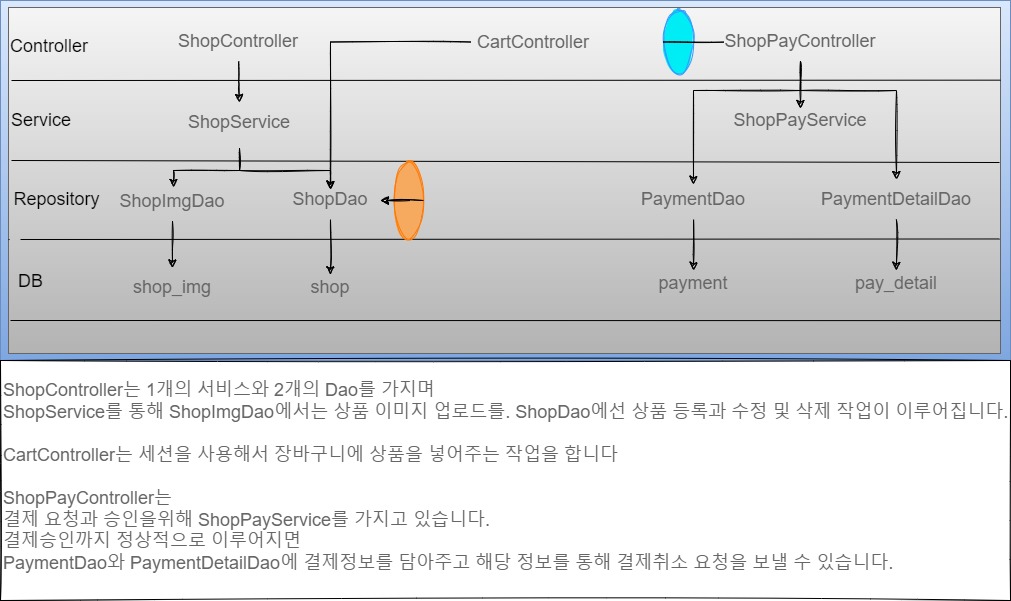 Controller ShopController CartController ShopPayController
Service ShopService ShopPayService
Repository ShopImgDao ShopDao PaymentDao PaymentDetailDao
DB shop_img shop payment pay_detail
ShopController는 1개의 서비스와 2개의 Dao를 가지며
ShopService를 통해 ShopImgDao에서는 상품 이미지 업로드를. ShopDao에선 상품 등록과 수정 및 삭제 작업이 이루어집니다.
CartController는 세션을 사용해서 장바구니에 상품을 넣어주는 작업을 합니다
ShopPayController는
결제 요청과 승인을위해 ShopPayService를 가지고 있습니다.
결제승인까지 정상적으로 이루어지면
PaymentDao와 PaymentDetailDao에 결제정보를 담아주고 해당 정보를 통해 결제취소 요청을 보낼 수 있습니다.